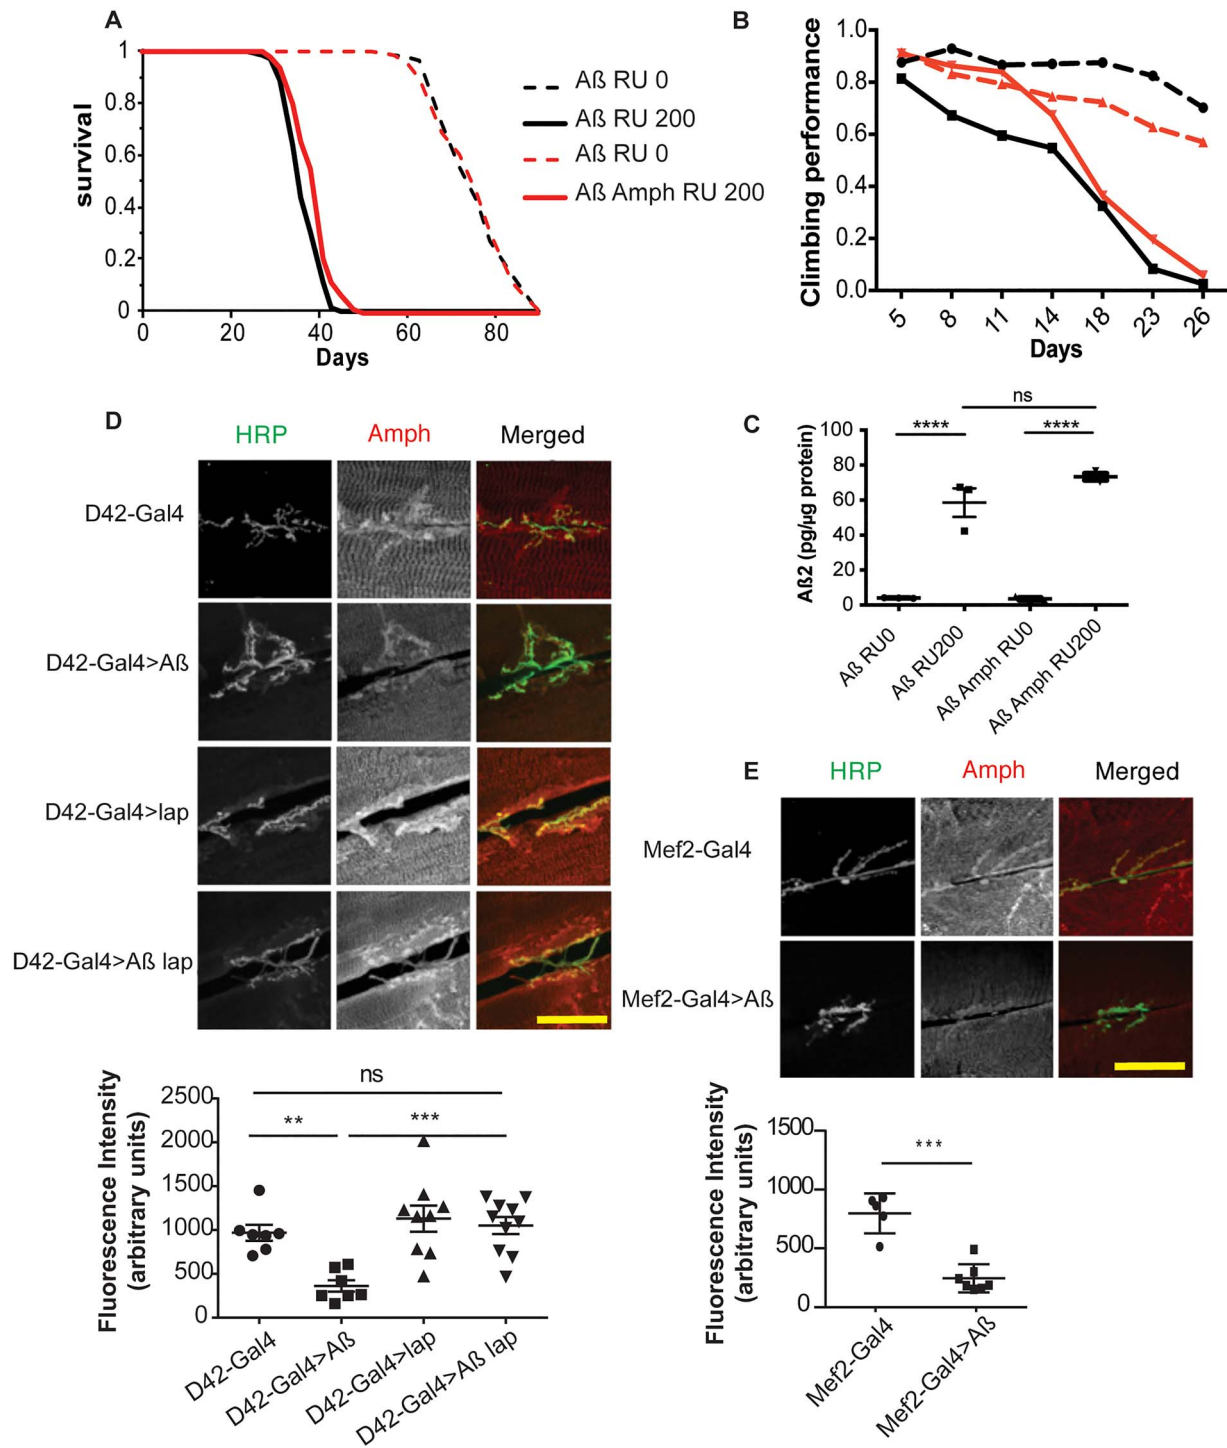 A
survival
1
0.8
0.6
0.4
0.2
0
0
20
40
60
80
Days
Aß RU 0
Aß RU 200
Aß RU 0
Aß Amph RU 200
B
Climbing performance
1.0
0.8
0.6
0.4
0.2
0.0
5
8
11
14
18
23
26
Days
C
ns
****
****
Aß2 (pg/µg protein)
100
80
60
40
20
0
Aß RU0
Aß RU200
Aß Amph RU0
Aß Amph RU200
D
HRP
Amph
Merged
D42-Gal4
D42-Gal4>Aß
D42-Gal4>lap
D42-Gal4>Aß lap
ns
**
***
Fluorescence Intensity
(arbitrary units)
2500
2000
1500
1000
500
0
D42-Gal4
D42-Gal4>Aß
D42-Gal4>lap
D42-Gal4>Aß lap
E
HRP
Amph
Merged
Mef2-Gal4
Mef2-Gal4>Aß
***
Fluorescence Intensity
(arbitrary units)
1500
1000
500
0
Mef2-Gal4
Mef2-Gal4>Aß